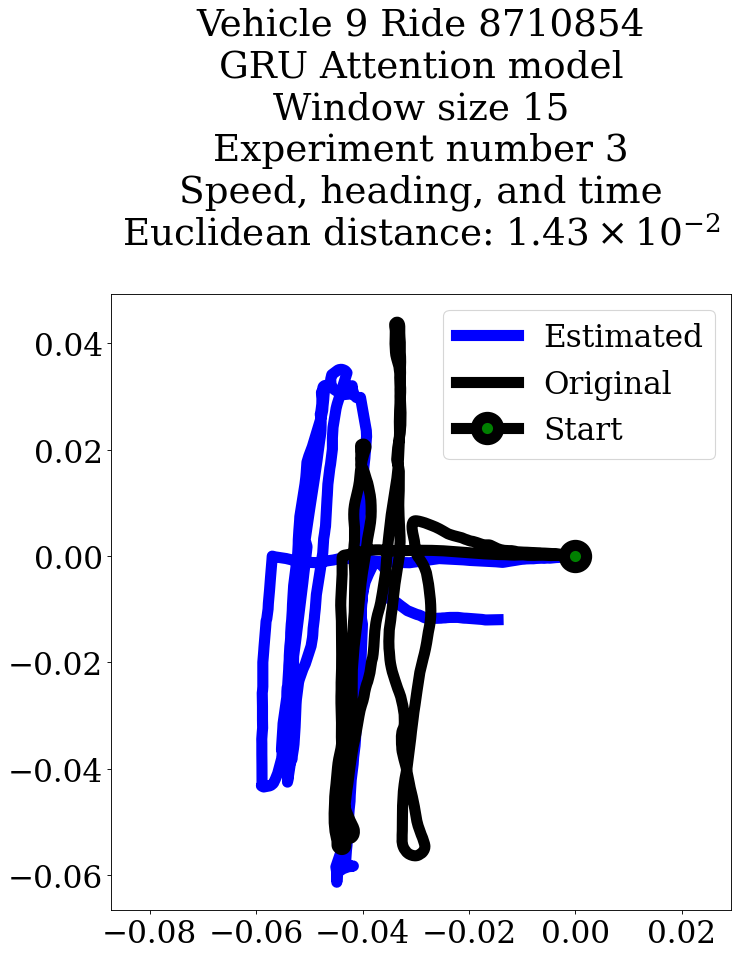 Vehicle 9 Ride 8710854
GRU Attention model
Window size 15
Experiment number 3
Speed, heading, and time
Euclidean distance: 1.43 × 10⁻²
Estimated
Original
Start
0.04
0.02
0.00
−0.02
−0.04
−0.06
−0.08 −0.06 −0.04 −0.02 0.00 0.02